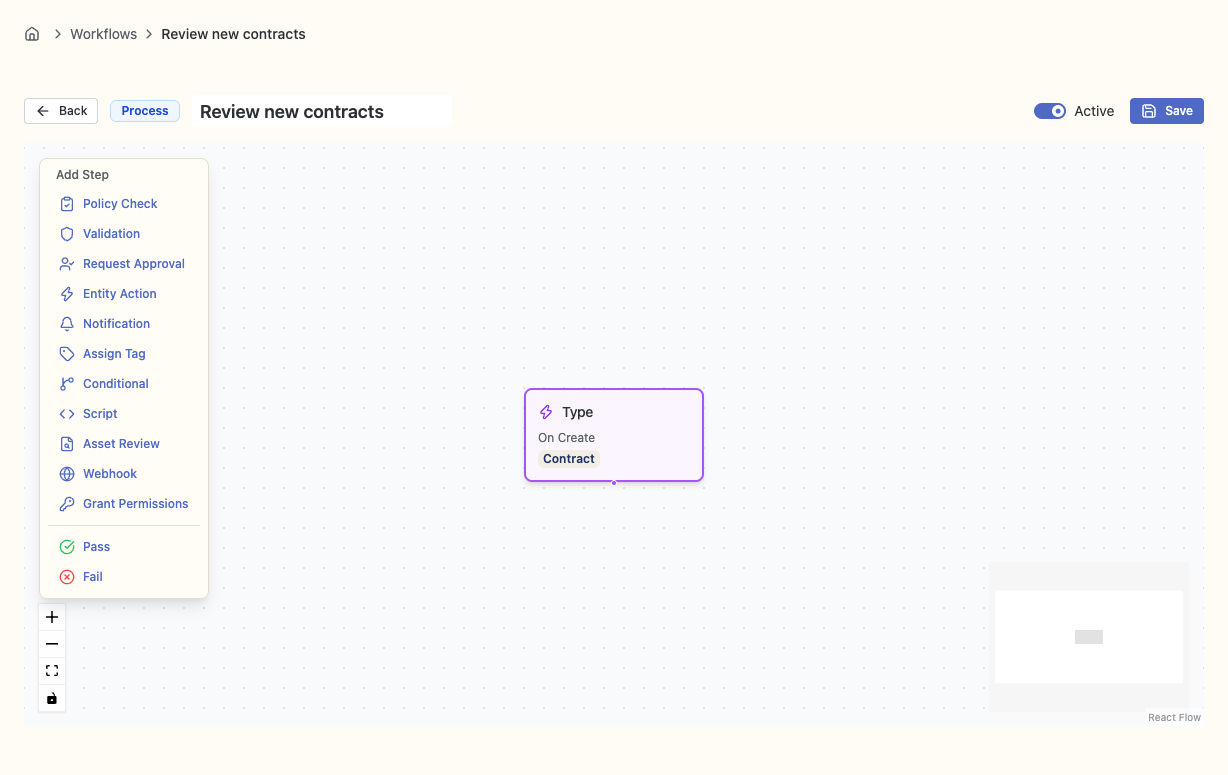 Workflows
Review new contracts
Back
Process
Review new contracts
Active
Save
Add Step
Policy Check
Validation
Request Approval
Entity Action
Notification
Assign Tag
Conditional
Script
Asset Review
Webhook
Grant Permissions
Pass
Fail
Type
On Create
Contract
React Flow